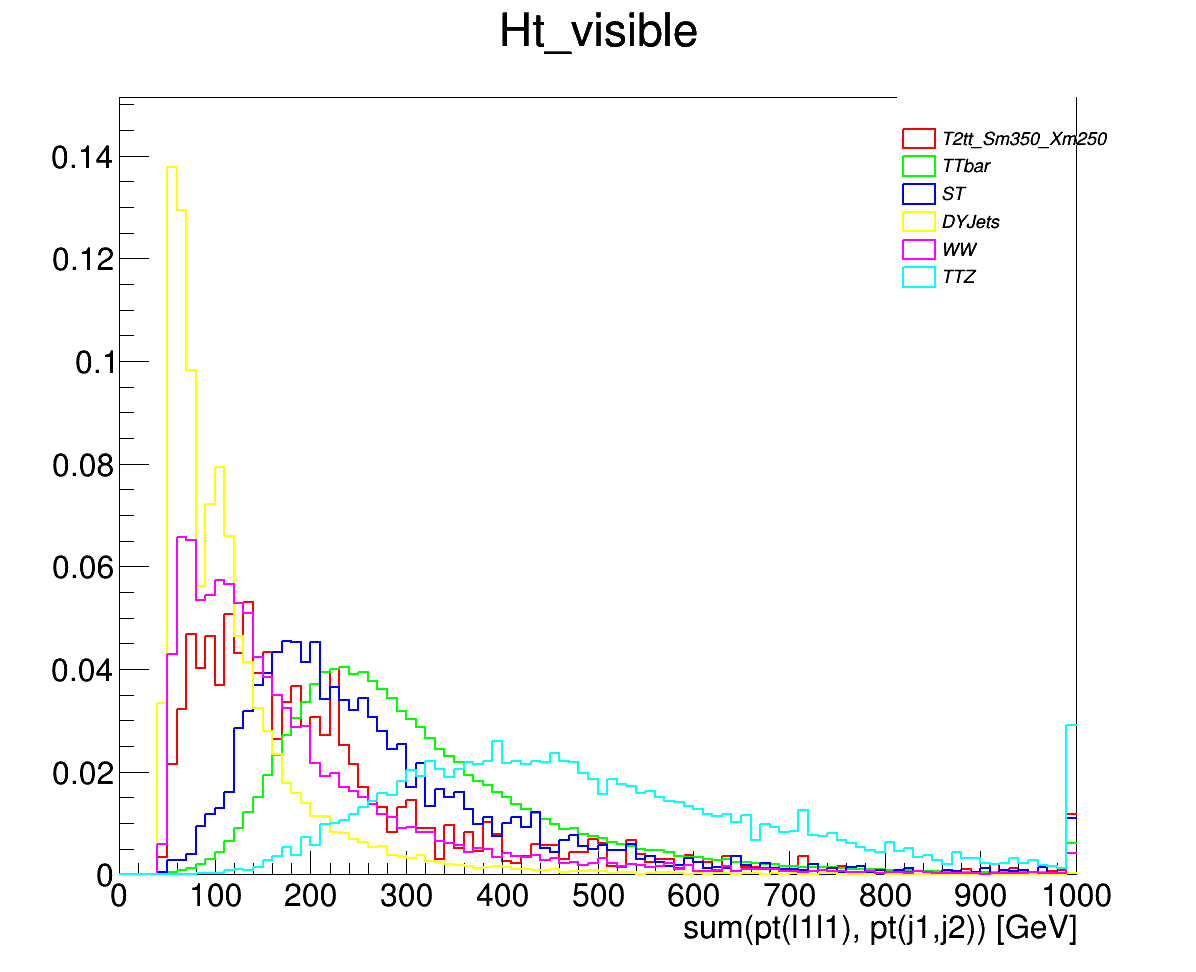 Ht_visible
T2tt_Sm350_Xm250
TTbar
ST
DYJets
WW
TTZ
0.14
0.12
0.1
0.08
0.06
0.04
0.02
0
0 100 200 300 400 500 600 700 800 900 1000
sum(pt(l1l1), pt(j1,j2)) [GeV]